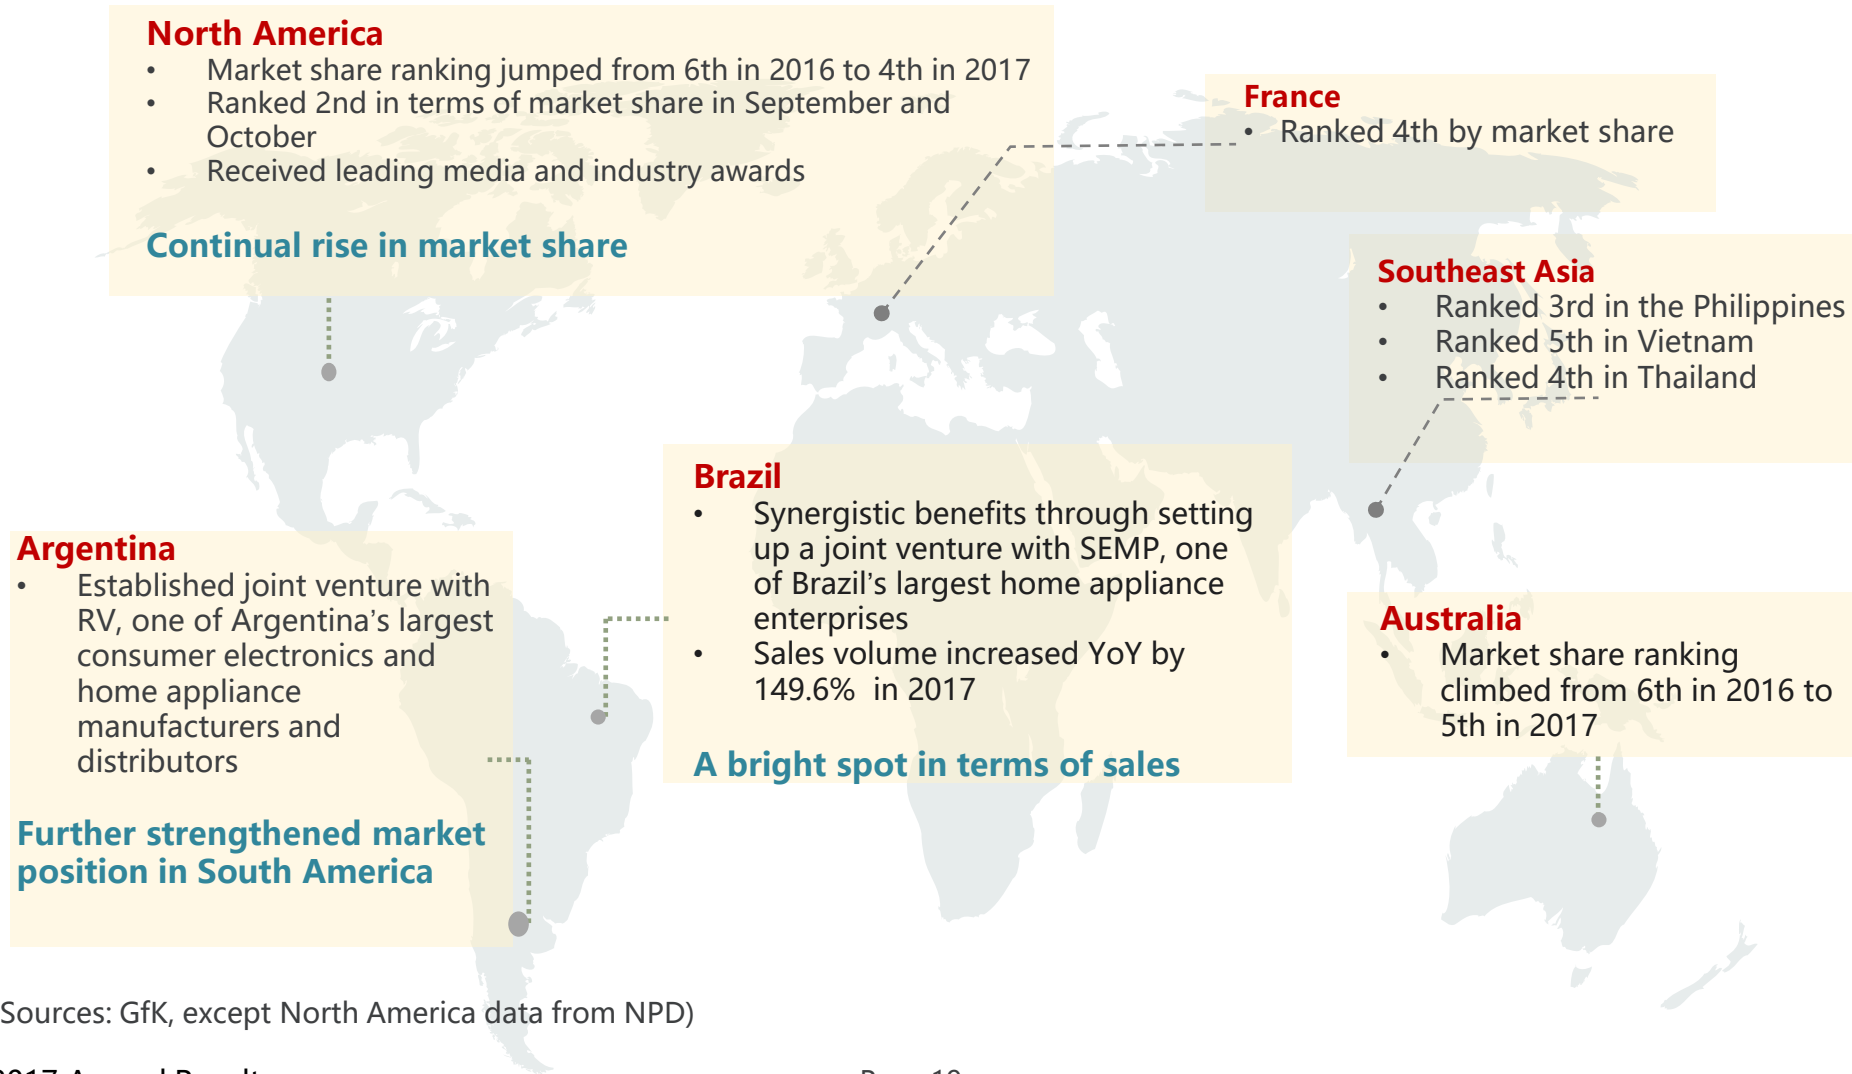 North America
• Market share ranking jumped from 6th in 2016 to 4th in 2017
• Ranked 2nd in terms of market share in September and
October
• Received leading media and industry awards
Continual rise in market share
France
• Ranked 4th by market share
Southeast Asia
• Ranked 3rd in the Philippines
• Ranked 5th in Vietnam
• Ranked 4th in Thailand
Brazil
• Synergistic benefits through setting
up a joint venture with SEMP, one
of Brazil’s largest home appliance
enterprises
• Sales volume increased YoY by
149.6% in 2017
A bright spot in terms of sales
Argentina
• Established joint venture with
RV, one of Argentina’s largest
consumer electronics and
home appliance
manufacturers and
distributors
Further strengthened market
position in South America
Australia
• Market share ranking
climbed from 6th in 2016 to
5th in 2017
Sources: GfK, except North America data from NPD)